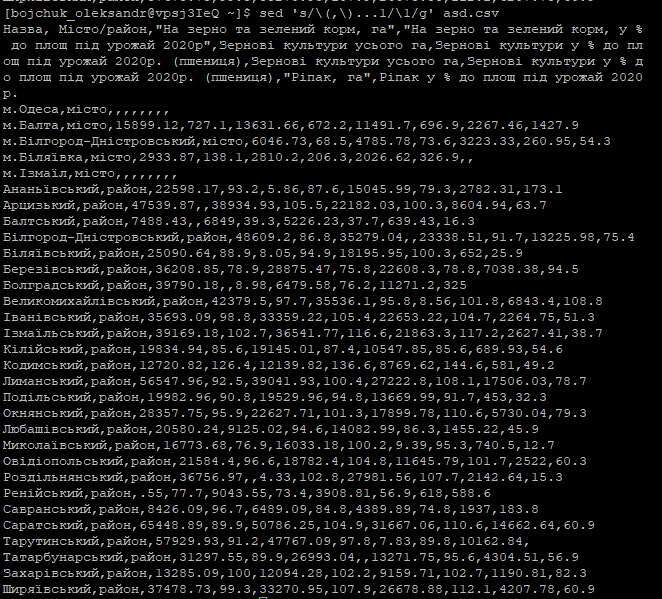 [bojchuk_oleksandr@vpsj3IeQ ~]$ sed 's/\(,\)...1/\1/g' asd.csv
Назва, Місто/район,"На зерно та зелений корм, га","На зерно та зелений корм, у %
 до площ під урожай 2020р",Зернові культури усього га,Зернові культури у % до пл
ощ під урожай 2020р. (пшениця),Зернові культури усього га,Зернові культури у % д
о площ під урожай 2020р. (пшениця),"Ріпак, га",Ріпак у % до площ під урожай 2020
р.
м.Одеса,місто,,,,,,,,
м.Балта,місто,15899.12,727.1,13631.66,672.2,11491.7,696.9,2267.46,1427.9
м.Білгород-Дністровський,місто,6046.73,68.5,4785.78,73.6,3223.33,260.95,54.3
м.Біляївка,місто,2933.87,138.1,2810.2,206.3,2026.62,326.9,,
м.Ізмаїл,місто,,,,,,,,
Ананьївський,район,22598.17,93.2,5.86,87.6,15045.99,79.3,2782.31,173.1
Арцизький,район,47539.87,,38934.93,105.5,22182.03,100.3,8604.94,63.7
Балтський,район,7488.43,,6849,39.3,5226.23,37.7,639.43,16.3
Білгород-Дністровський,район,48609.2,86.8,35279.04,,23338.51,91.7,13225.98,75.4
Біляївський,район,25090.64,88.9,8.05,94.9,18195.95,100.3,652,25.9
Березівський,район,36208.85,78.9,28875.47,75.8,22608.3,78.8,7038.38,94.5
Болградський,район,39790.18,,8.98,6479.58,76.2,11271.2,325
Великомихайлівський,район,42379.5,97.7,35536.1,95.8,8.56,101.8,6843.4,108.8
Іванівський,район,35693.09,98.8,33359.22,105.4,22653.22,104.7,2264.75,51.3
Ізмаїльський,район,39169.18,102.7,36541.77,116.6,21863.3,117.2,2627.41,38.7
Кілійський,район,19834.94,85.6,19145.01,87.4,10547.85,85.6,689.93,54.6
Кодимський,район,12720.82,126.4,12139.82,136.6,8769.62,144.6,581,49.2
Лиманський,район,56547.96,92.5,39041.93,100.4,27222.8,108.1,17506.03,78.7
Подільський,район,19982.96,90.8,19529.96,94.8,13669.99,91.7,453,32.3
Окнянський,район,28357.75,95.9,22627.71,101.3,17899.78,110.6,5730.04,79.3
Любашівський,район,20580.24,9125.02,94.6,14082.99,86.3,1455.22,45.9
Миколаївський,район,16773.68,76.9,16033.18,100.2,9.39,95.3,740.5,12.7
Овідіопольський,район,21584.4,96.6,18782.4,104.8,11645.79,101.7,2522,60.3
Роздільнянський,район,36756.97,,4.33,102.8,27981.56,107.7,2142.64,15.3
Ренійський,район,.55,77.7,9043.55,73.4,3908.81,56.9,618,588.6
Савранський,район,8426.09,96.7,6489.09,84.8,4389.89,74.8,1937,183.8
Саратський,район,65448.89,89.9,50786.25,104.9,31667.06,110.6,14662.64,60.9
Тарутинський,район,57929.93,91.2,47767.09,97.8,7.83,89.8,10162.84,
Татарбунарський,район,31297.55,89.9,26993.04,,13271.75,95.6,4304.51,56.9
Захарівський,район,13285.09,100,12094.28,102.2,9159.71,102.7,1190.81,82.3
Ширяївський,район,37478.73,99.3,33270.95,107.9,26678.88,112.1,4207.78,60.9